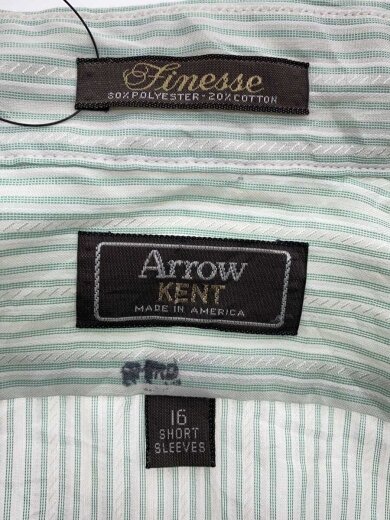 Finesse
80% POLYESTER - 20% COTTON
Arrow
KENT
MADE IN AMERICA
16
SHORT
SLEEVES